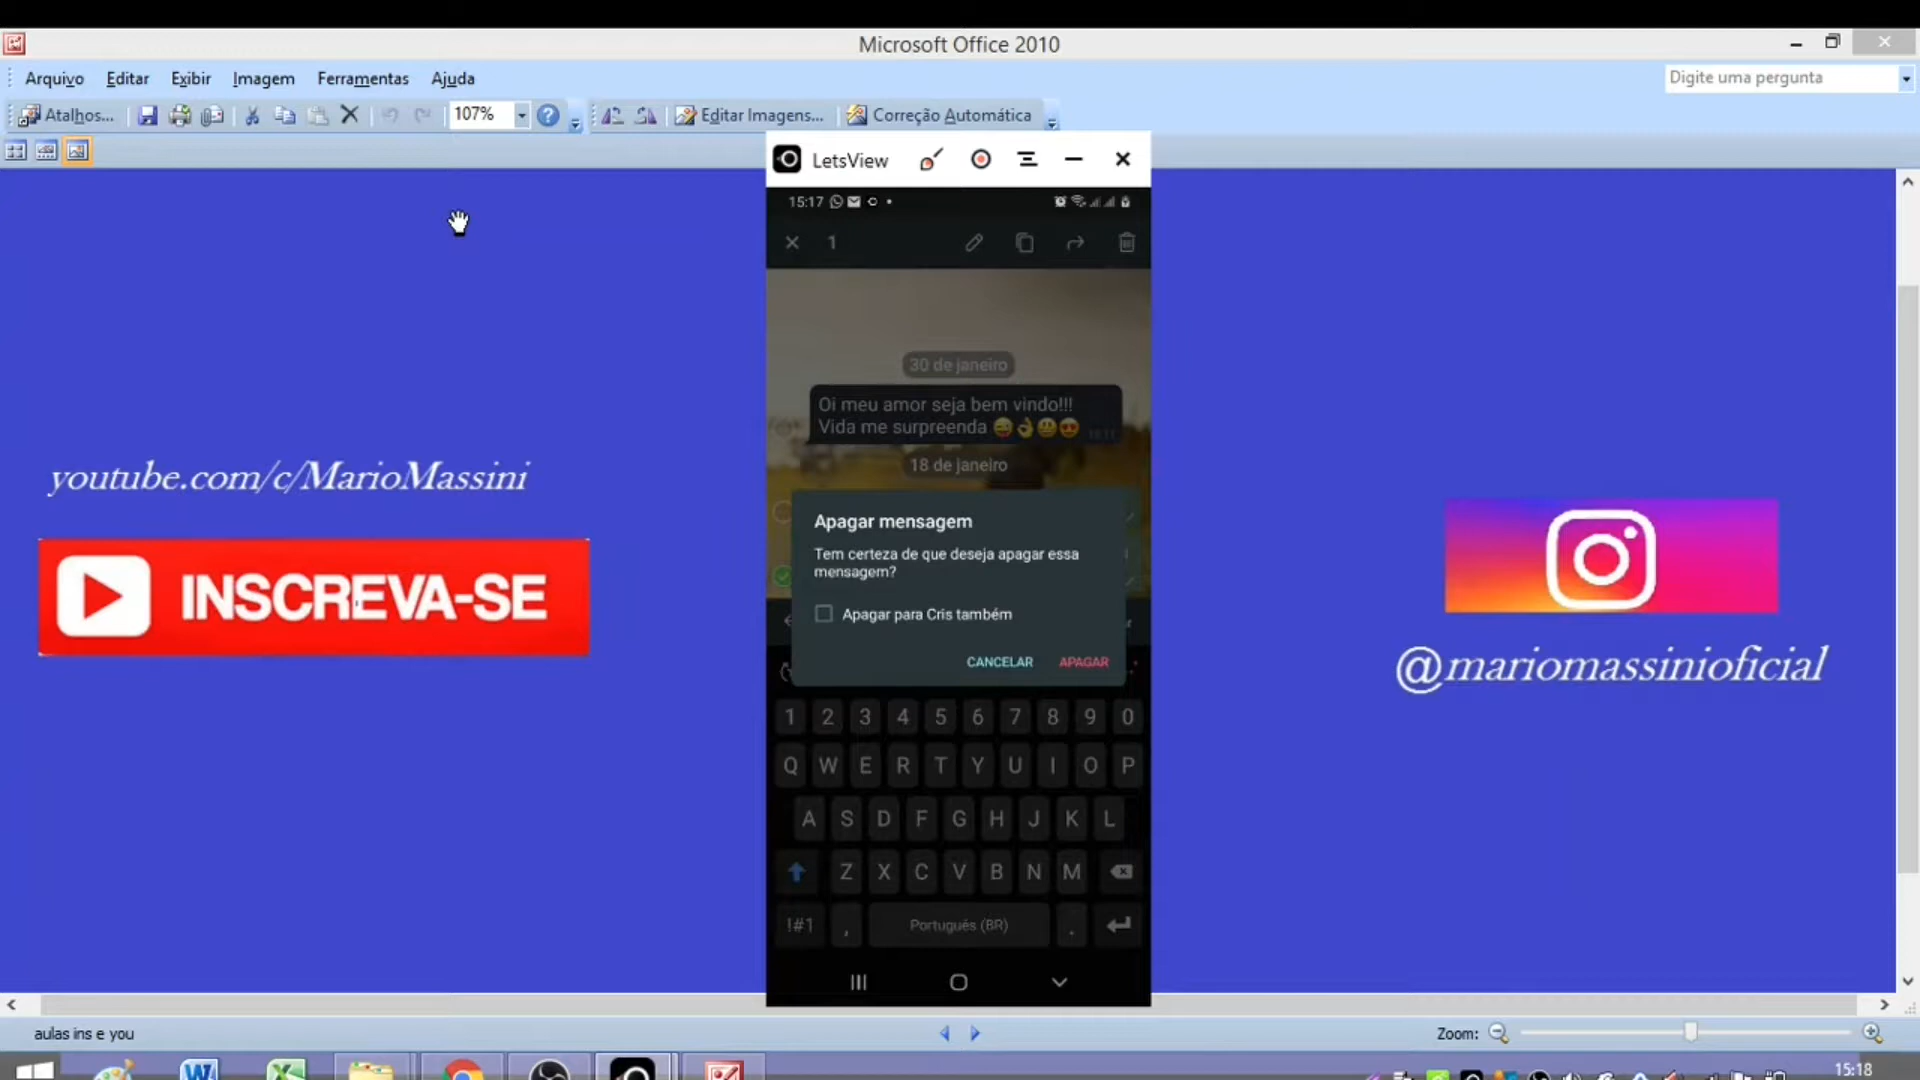 Microsoft Office 2010
Arquivo Editar Exibir Imagem Ferramentas Ajuda
Digite uma pergunta
Atalhos...
107%
Editar Imagens...
Correção Automática
LetsView
15:17
1
30 de janeiro
Oi meu amor seja bem vindo!!!
Vida me surpreenda 😜👌😃😍
18 de janeiro
Apagar mensagem
Tem certeza de que deseja apagar essa
mensagem?
Apagar para Cris também
CANCELAR APAGAR
1 2 3 4 5 6 7 8 9 0
Q W E R T Y U I O P
A S D F G H J K L
Z X C V B N M
!#1 , Português (BR) .
youtube.com/c/MarioMassini
INSCREVA-SE
@mariomassinioficial
aulas ins e you
Zoom:
15:18